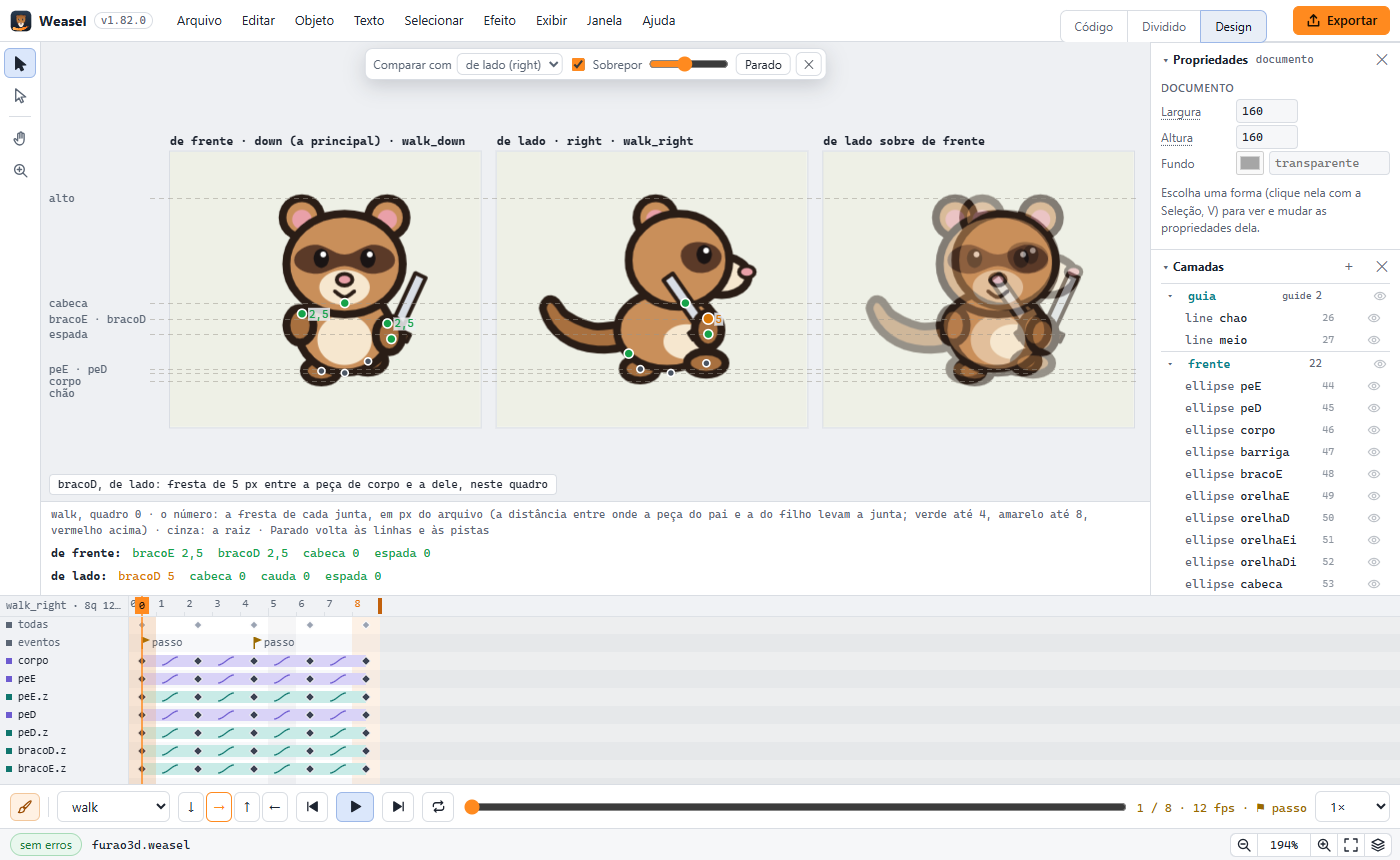 Weasel v1.82.0 Arquivo Editar Objeto Texto Selecionar Efeito Exibir Janela Ajuda Código Dividido Design Exportar
Comparar com de lado (right) Sobrepor Parado
de frente · down (a principal) · walk_down
de lado · right · walk_right
de lado sobre de frente
alto
cabeca
bracoE · bracoD
espada
peE · peD
corpo
chão
2,5
2,5
5
bracoD, de lado: fresta de 5 px entre a peça de corpo e a dele, neste quadro
walk, quadro 0 · o número: a fresta de cada junta, em px do arquivo (a distância entre onde a peça do pai e a do filho levam a junta; verde até 4, amarelo até 8,
vermelho acima) · cinza: a raiz · Parado volta às linhas e às pistas
de frente: bracoE 2,5 bracoD 2,5 cabeca 0 espada 0
de lado: bracoD 5 cabeca 0 cauda 0 espada 0
Propriedades documento
DOCUMENTO
Largura 160
Altura 160
Fundo transparente
Escolha uma forma (clique nela com a
Seleção, V) para ver e mudar as
propriedades dela.
Camadas +
guia guide 2
line chao 26
line meio 27
frente 22
ellipse peE 44
ellipse peD 45
ellipse corpo 46
ellipse barriga 47
ellipse bracoE 48
ellipse orelhaE 49
ellipse orelhaD 50
ellipse orelhaEi 51
ellipse orelhaDi 52
ellipse cabeca 53
walk_right · 8q 12… 0 1 2 3 4 5 6 7 8
todas
eventos passo passo
corpo
peE
peE.z
peD
peD.z
bracoD.z
bracoE.z
walk ↓ → ↑ ← 1 / 8 · 12 fps · passo 1×
sem erros furao3d.weasel 194%